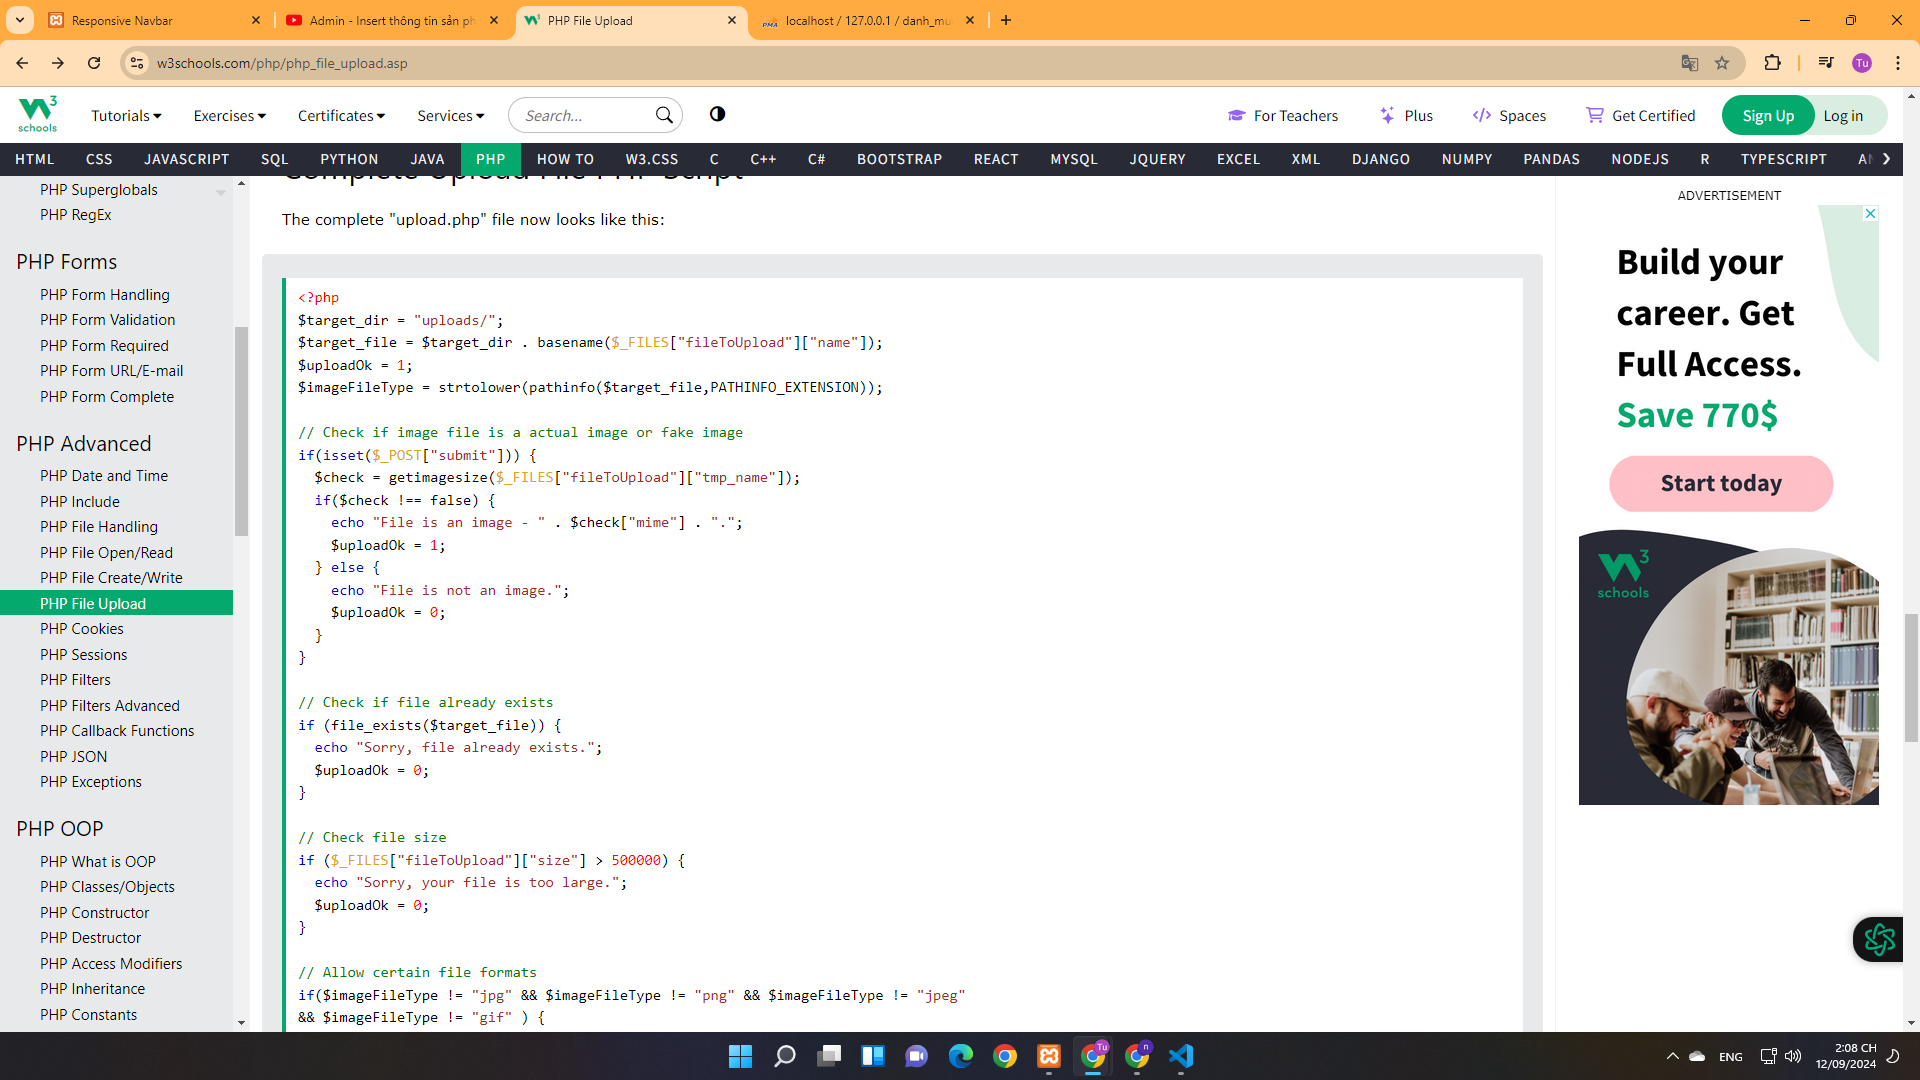 Responsive Navbar
Admin - Insert thông tin sản ph
PHP File Upload
localhost / 127.0.0.1 / danh_mu
w3schools.com/php/php_file_upload.asp
Tu
schools
Tutorials
Exercises
Certificates
Services
Search...
For Teachers
Plus
Spaces
Get Certified
Sign Up
Log in
HTML CSS JAVASCRIPT SQL PYTHON JAVA PHP HOW TO W3.CSS C C++ C# BOOTSTRAP REACT MYSQL JQUERY EXCEL XML DJANGO NUMPY PANDAS NODEJS R TYPESCRIPT
PHP Superglobals
PHP RegEx
PHP Forms
PHP Form Handling
PHP Form Validation
PHP Form Required
PHP Form URL/E-mail
PHP Form Complete
PHP Advanced
PHP Date and Time
PHP Include
PHP File Handling
PHP File Open/Read
PHP File Create/Write
PHP File Upload
PHP Cookies
PHP Sessions
PHP Filters
PHP Filters Advanced
PHP Callback Functions
PHP JSON
PHP Exceptions
PHP OOP
PHP What is OOP
PHP Classes/Objects
PHP Constructor
PHP Destructor
PHP Access Modifiers
PHP Inheritance
PHP Constants
Complete Upload File PHP Script
The complete "upload.php" file now looks like this:
<?php
$target_dir = "uploads/";
$target_file = $target_dir . basename($_FILES["fileToUpload"]["name"]);
$uploadOk = 1;
$imageFileType = strtolower(pathinfo($target_file,PATHINFO_EXTENSION));
// Check if image file is a actual image or fake image
if(isset($_POST["submit"])) {
$check = getimagesize($_FILES["fileToUpload"]["tmp_name"]);
if($check !== false) {
echo "File is an image - " . $check["mime"] . ".";
$uploadOk = 1;
} else {
echo "File is not an image.";
$uploadOk = 0;
}
}
// Check if file already exists
if (file_exists($target_file)) {
echo "Sorry, file already exists.";
$uploadOk = 0;
}
// Check file size
if ($_FILES["fileToUpload"]["size"] > 500000) {
echo "Sorry, your file is too large.";
$uploadOk = 0;
}
// Allow certain file formats
if($imageFileType != "jpg" && $imageFileType != "png" && $imageFileType != "jpeg"
&& $imageFileType != "gif" ) {
ADVERTISEMENT
Build your
career. Get
Full Access.
Save 770$
Start today
schools
ENG
2:08 CH
12/09/2024